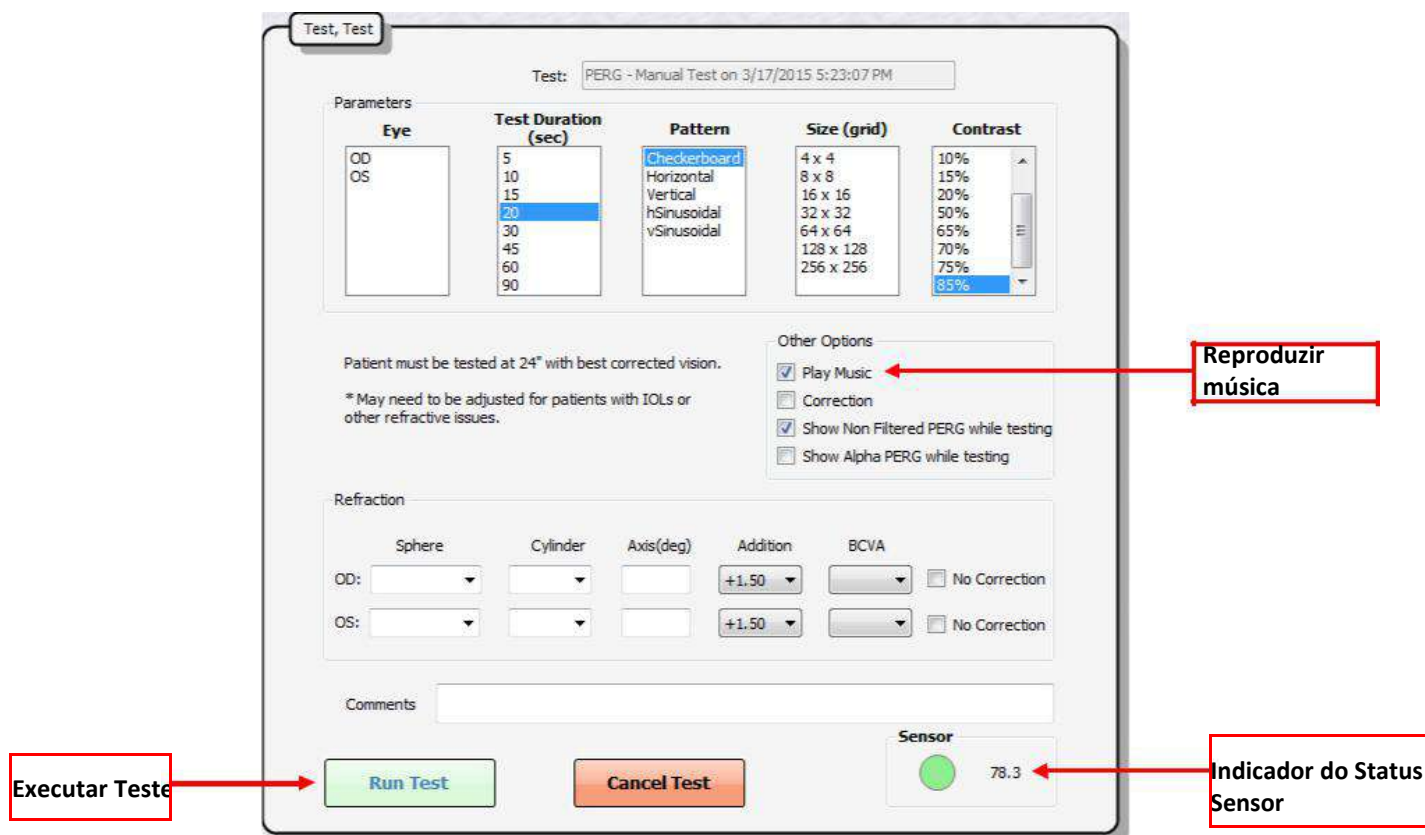 Test, Test
Test: PERG - Manual Test on 3/17/2015 5:23:07 PM
Parameters
Eye
OD
OS
Test Duration
(sec)
5
10
15
20
30
45
60
90
Pattern
Checkerboard
Horizontal
Vertical
hSinusoidal
vSinusoidal
Size (grid)
4 x 4
8 x 8
16 x 16
32 x 32
64 x 64
128 x 128
256 x 256
Contrast
10%
15%
20%
50%
65%
70%
75%
85%
Patient must be tested at 24" with best corrected vision.
* May need to be adjusted for patients with IOLs or
other refractive issues.
Other Options
Play Music
Correction
Show Non Filtered PERG while testing
Show Alpha PERG while testing
Reproduzir
música
Refraction
Sphere Cylinder Axis(deg) Addition BCVA
OD: +1.50 No Correction
OS: +1.50 No Correction
Comments
Executar Teste
Run Test
Cancel Test
Sensor
78.3
Indicador do Status
Sensor